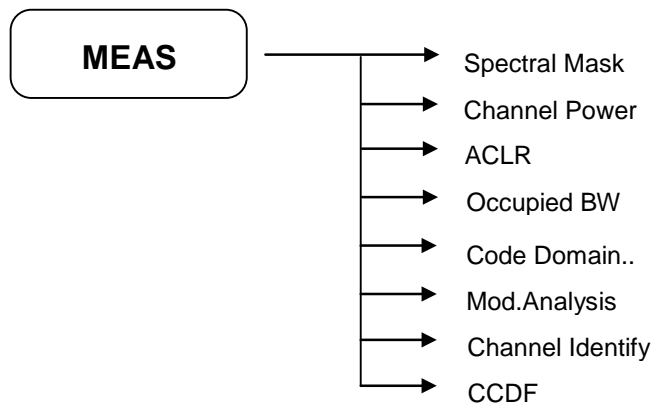 MEAS
Spectral Mask
Channel Power
ACLR
Occupied BW
Code Domain..
Mod.Analysis
Channel Identify
CCDF